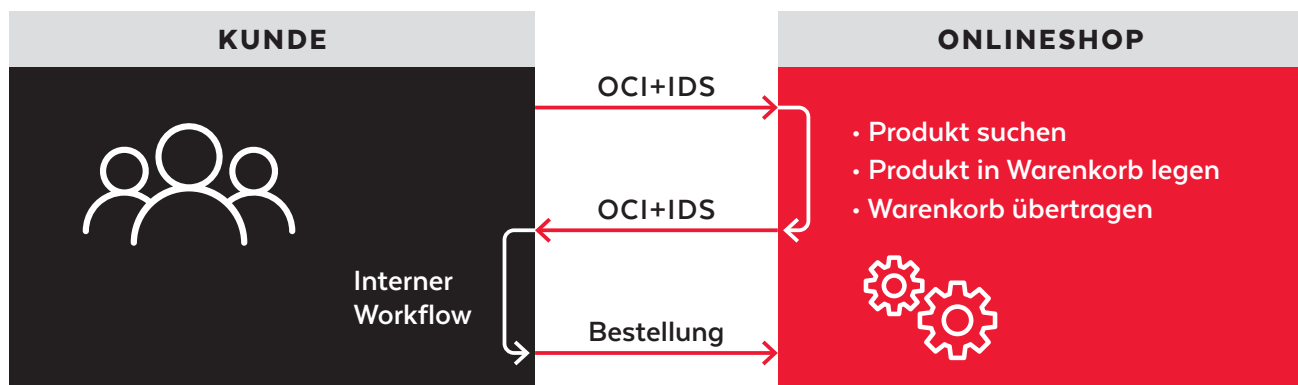 KUNDE
ONLINESHOP
OCI+IDS
• Produkt suchen
• Produkt in Warenkorb legen
• Warenkorb übertragen
OCI+IDS
Interner
Workflow
Bestellung